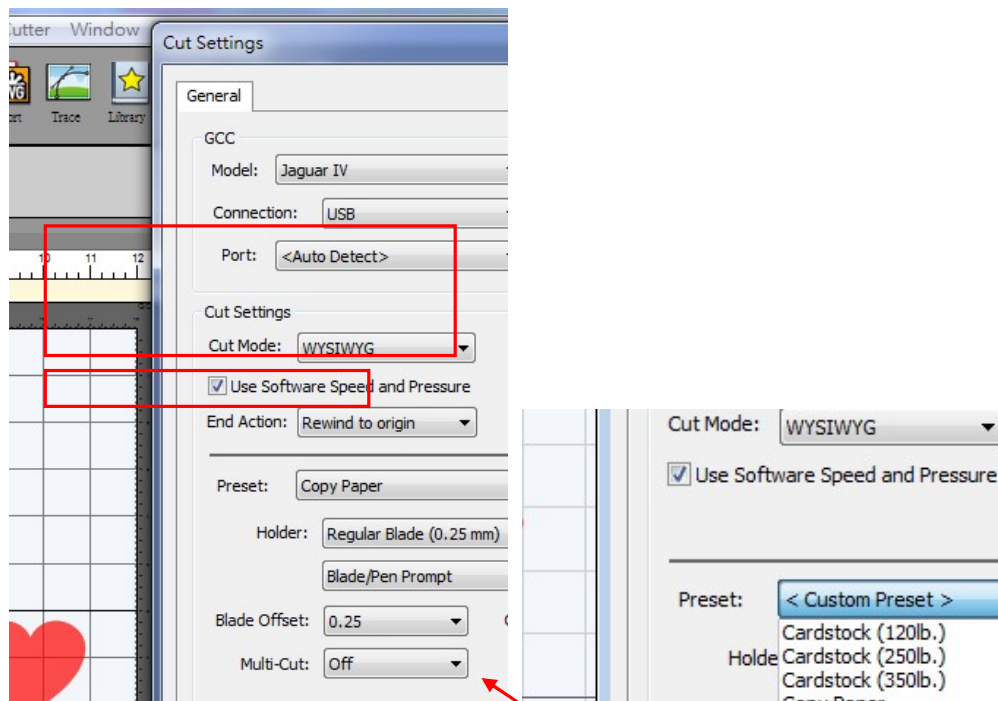 Cutter Window
Cut Settings
Trace Library
General
GCC
Model: Jaguar IV
Connection: USB
10 11 12
Port: <Auto Detect>
Cut Settings
Cut Mode: WYSIWYG
Use Software Speed and Pressure
End Action: Rewind to origin
Preset: Copy Paper
Holder: Regular Blade (0.25 mm)
Blade/Pen Prompt
Blade Offset: 0.25
Multi-Cut: Off
Cut Mode: WYSIWYG
Use Software Speed and Pressure
Preset: < Custom Preset >
Cardstock (120lb.)
Holde Cardstock (250lb.)
Cardstock (350lb.)
Copy Paper